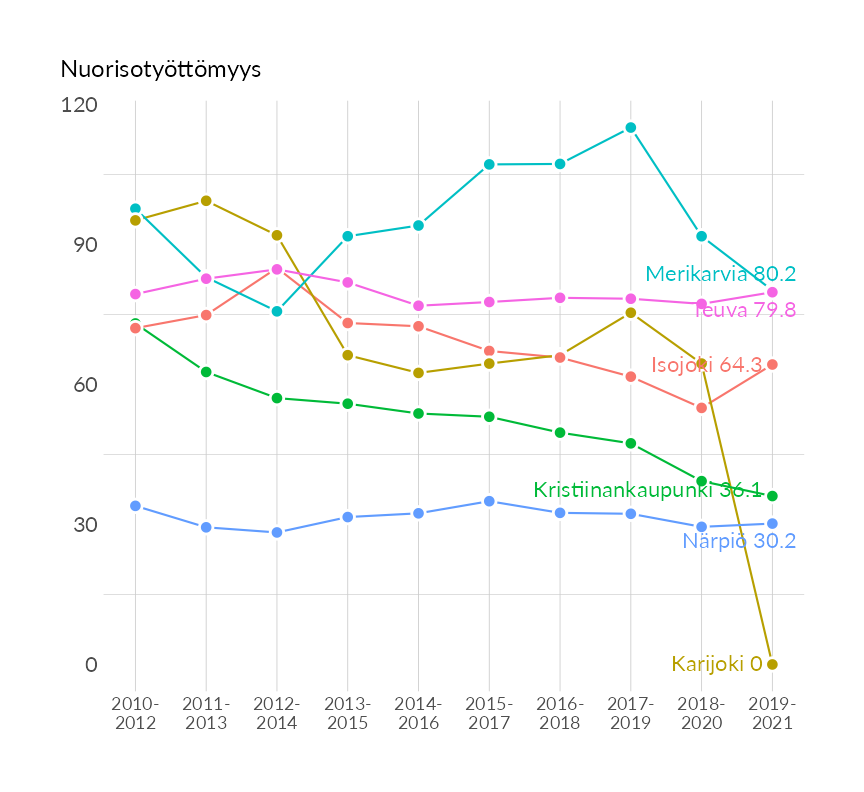 Nuorisotyöttömyys
120
90
60
30
0
Merikarvia 80.2
Teuva 79.8
Isojoki 64.3
Kristiinankaupunki 36.1
Närpiö 30.2
Karijoki 0
2010- 2011- 2012- 2013- 2014- 2015- 2016- 2017- 2018- 2019-
2012 2013 2014 2015 2016 2017 2018 2019 2020 2021